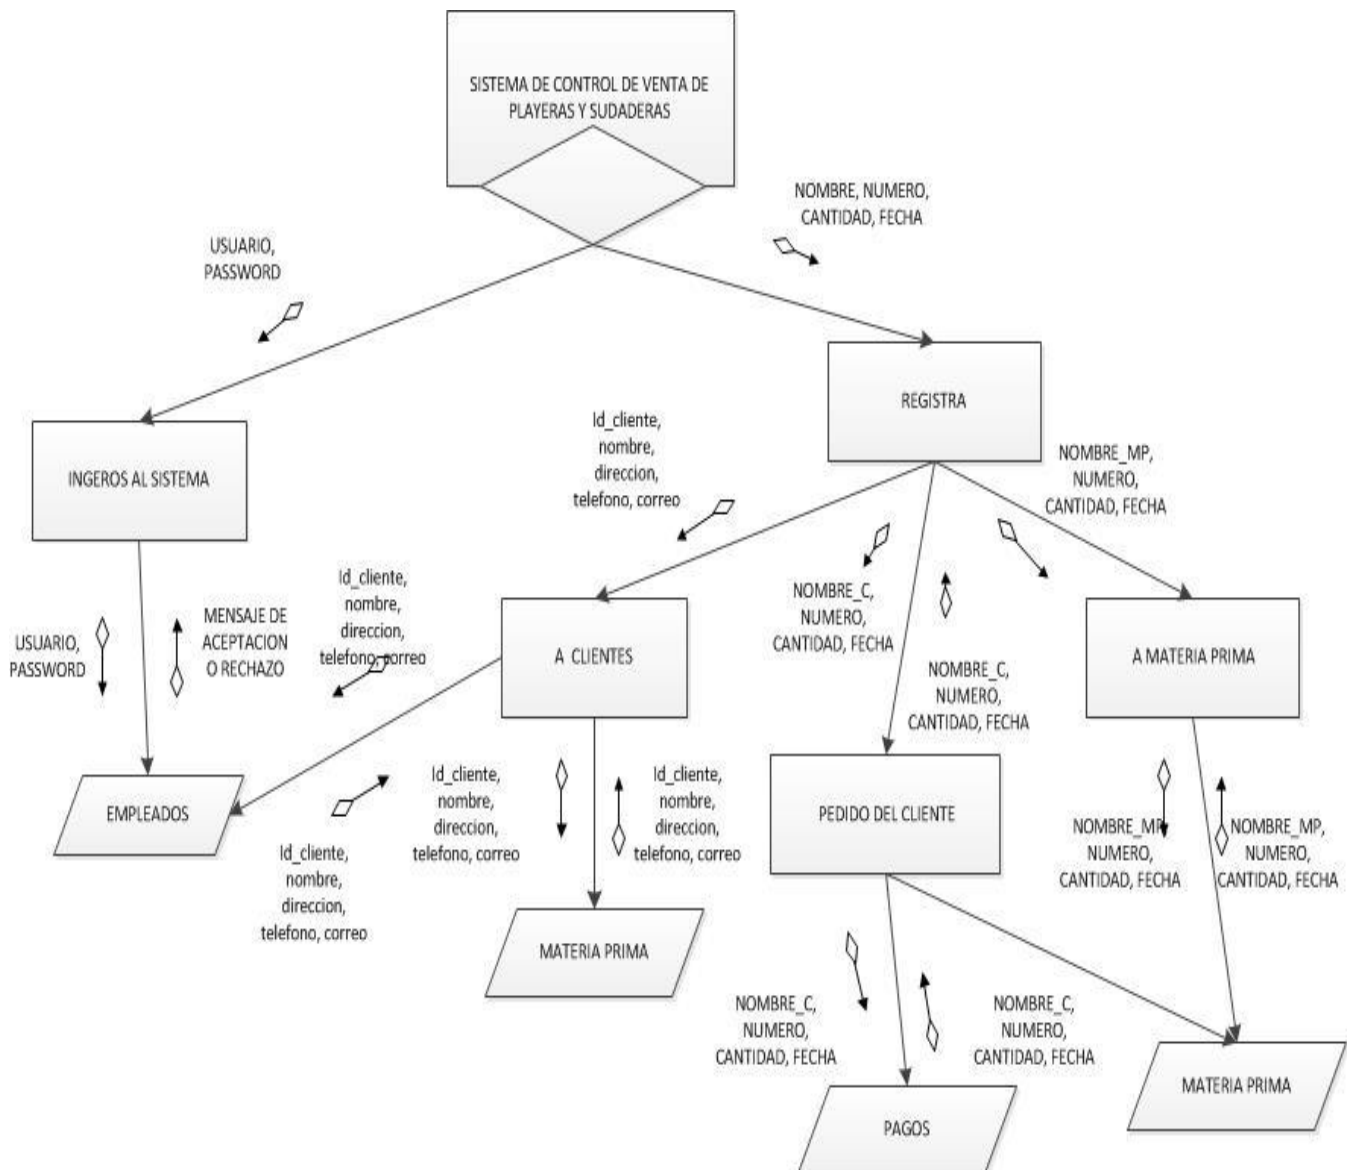 SISTEMA DE CONTROL DE VENTA DE
PLAYERAS Y SUDADERAS
NOMBRE, NUMERO,
CANTIDAD, FECHA
USUARIO,
PASSWORD
REGISTRA
INGEROS AL SISTEMA
Id_cliente,
nombre,
direccion,
telefono, correo
NOMBRE_MP,
NUMERO,
CANTIDAD, FECHA
Id_cliente,
nombre,
direccion,
telefono, correo
NOMBRE_C,
NUMERO,
CANTIDAD, FECHA
USUARIO,
PASSWORD
MENSAJE DE
ACEPTACION
O RECHAZO
A CLIENTES
A MATERIA PRIMA
NOMBRE_C,
NUMERO,
CANTIDAD, FECHA
EMPLEADOS
Id_cliente,
nombre,
direccion,
telefono, correo
Id_cliente,
nombre,
direccion,
telefono, correo
Id_cliente,
nombre,
direccion,
telefono, correo
PEDIDO DEL CLIENTE
NOMBRE_MP,
NUMERO,
CANTIDAD, FECHA
NOMBRE_MP,
NUMERO,
CANTIDAD, FECHA
MATERIA PRIMA
NOMBRE_C,
NUMERO,
CANTIDAD, FECHA
NOMBRE_C,
NUMERO,
CANTIDAD, FECHA
MATERIA PRIMA
PAGOS